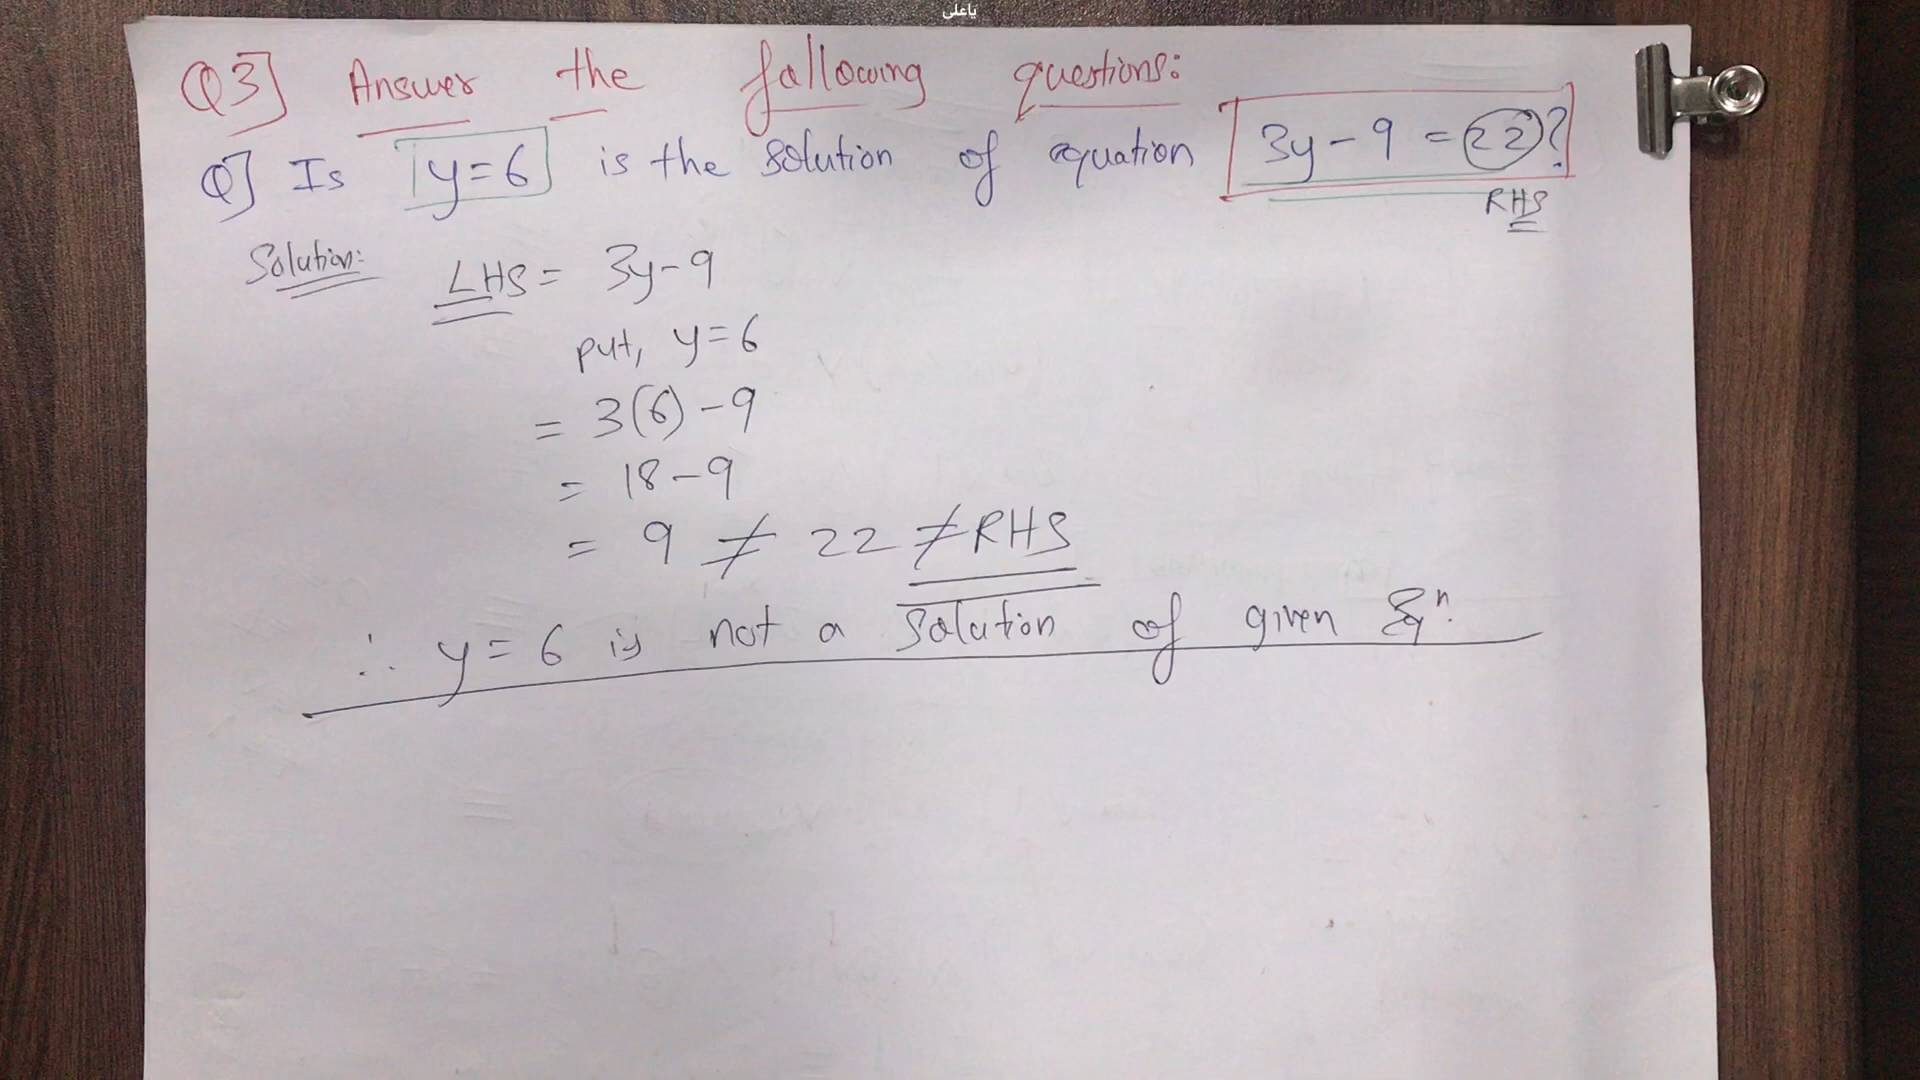 ياعلى
Q3] Answer the following questions:
Q] Is y=6 is the solution of equation 3y-9=22?
RHS
Solution: LHS = 3y-9
put, y=6
= 3(6)-9
= 18-9
= 9 ≠ 22 ≠ RHS
∴ y=6 is not a solution of given Eqⁿ.